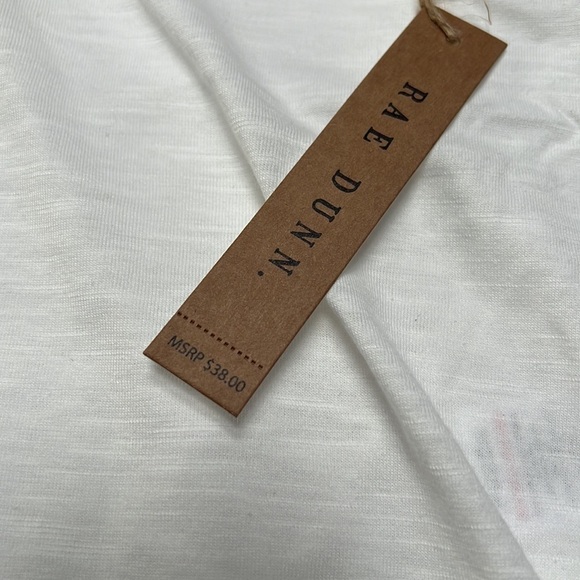 RAE DUNN.
MSRP $38.00